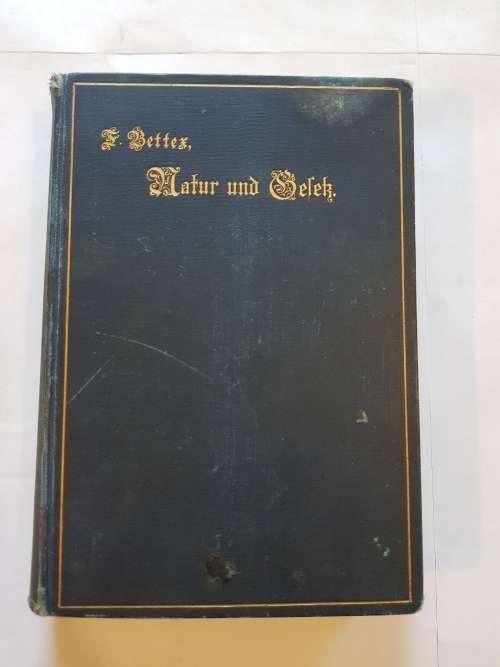 F. Bettex,
Natur und Gesetz.